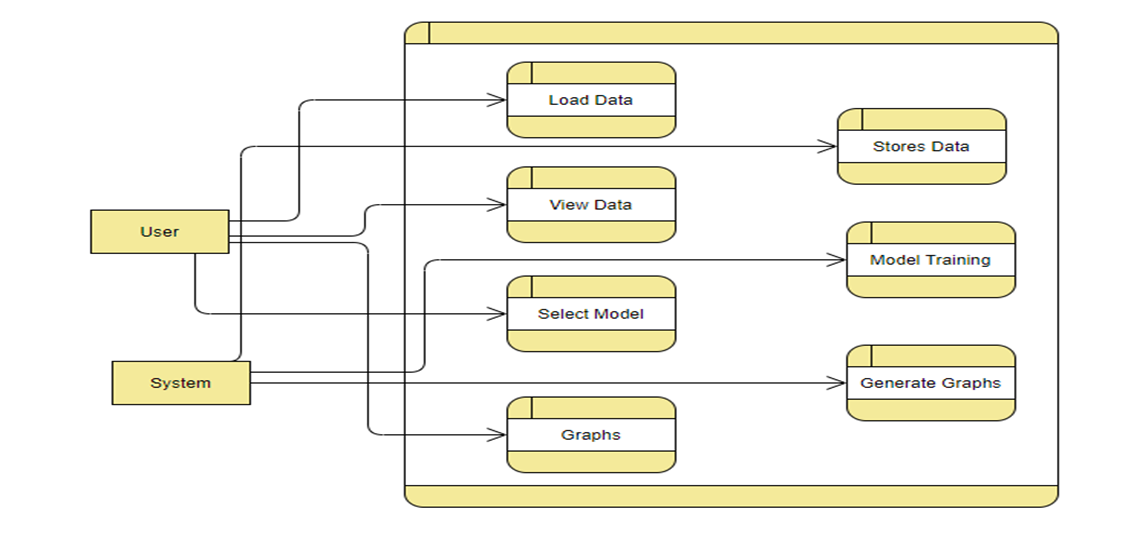 Load Data
Stores Data
View Data
User
Model Training
Select Model
System
Generate Graphs
Graphs